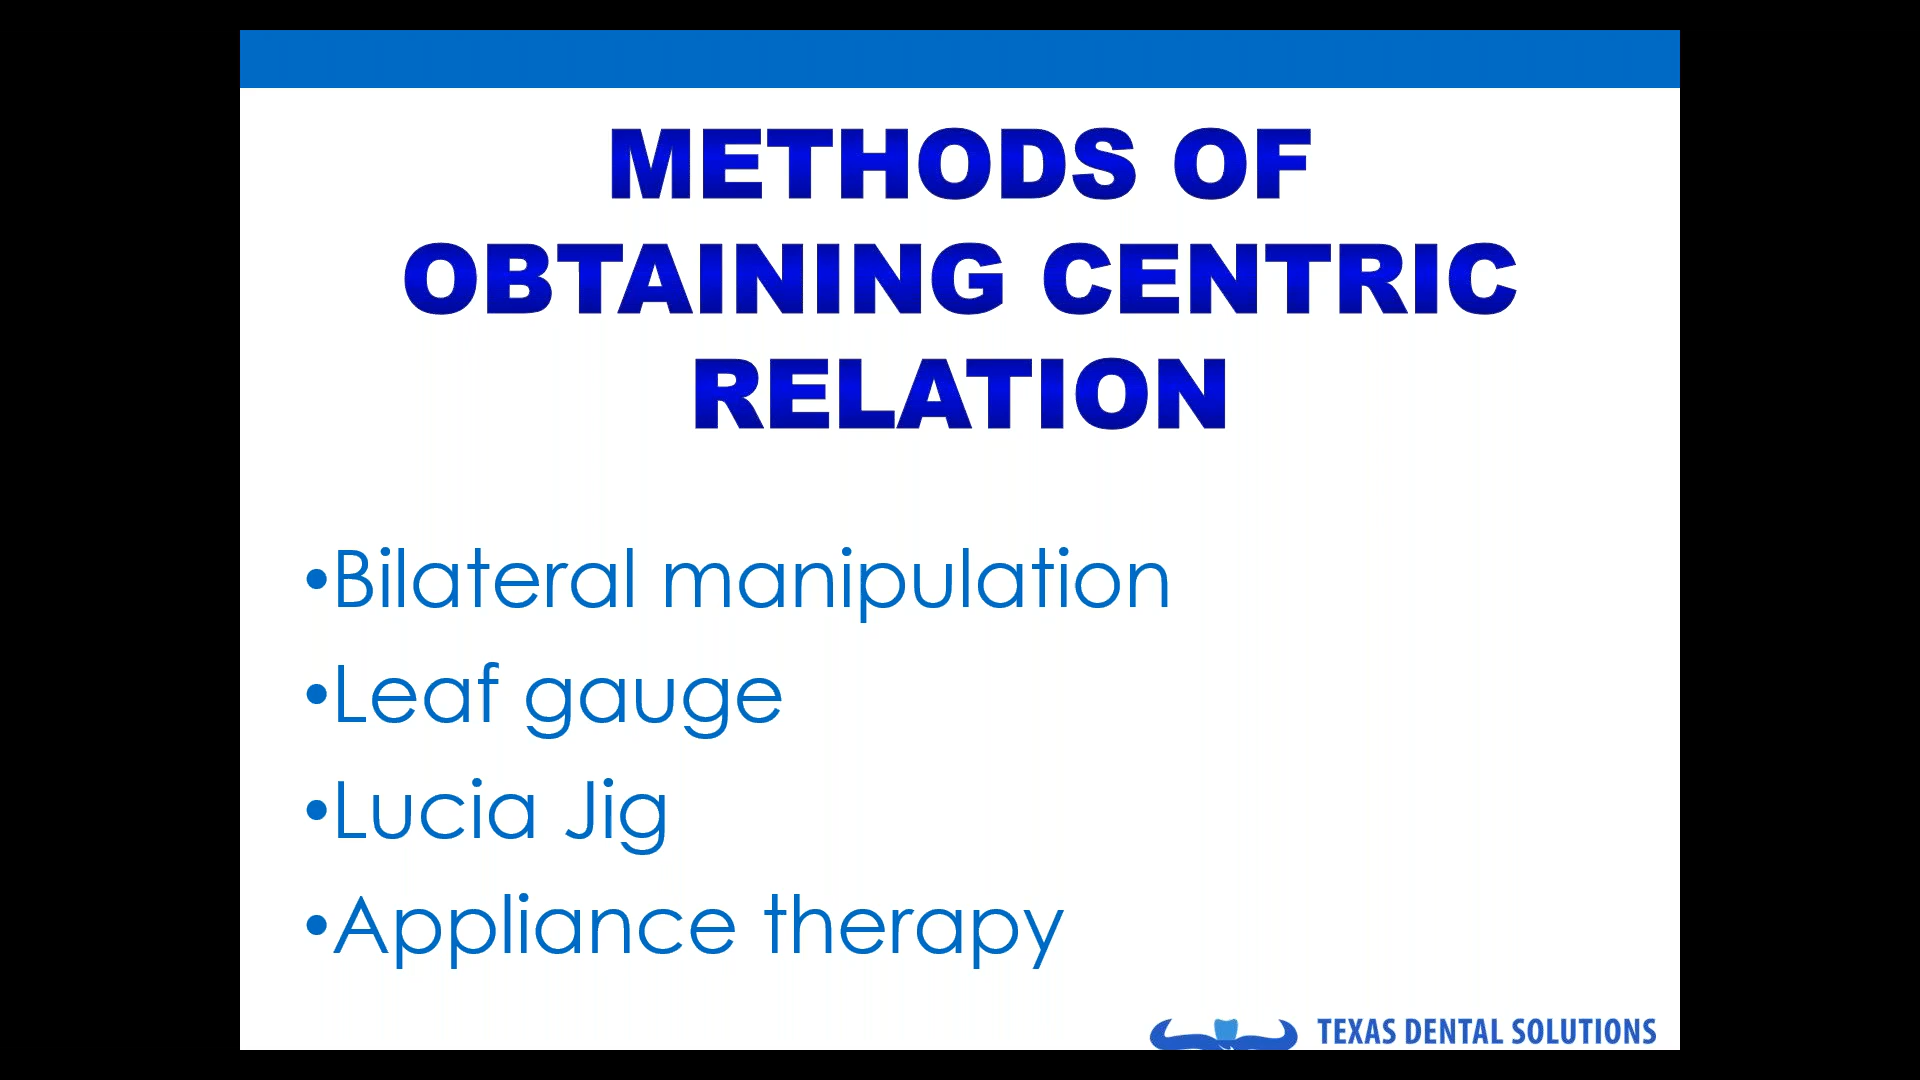 METHODS OF
OBTAINING CENTRIC
RELATION
•Bilateral manipulation
•Leaf gauge
•Lucia Jig
•Appliance therapy
TEXAS DENTAL SOLUTIONS